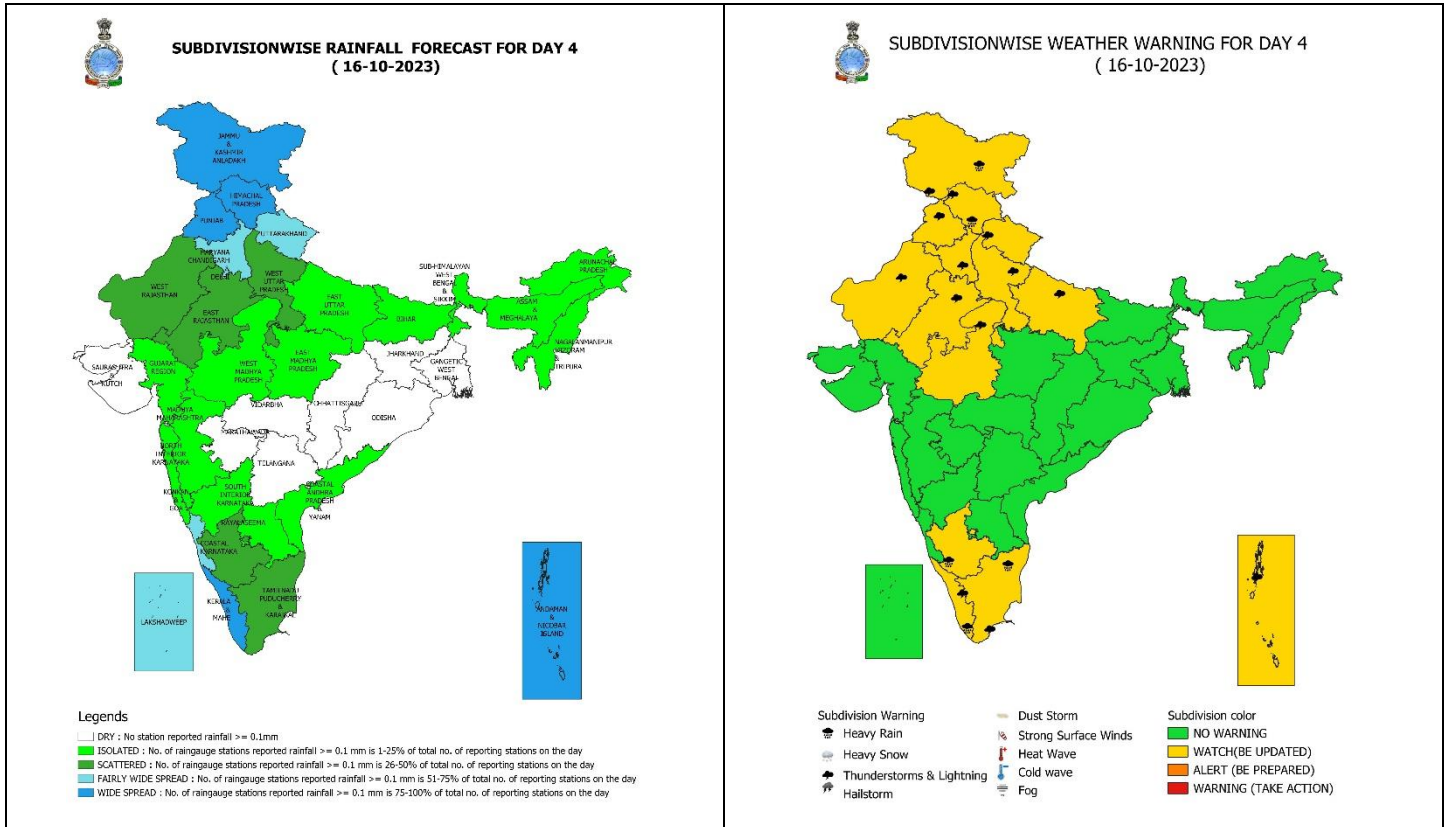 SUBDIVISIONWISE RAINFALL FORECAST FOR DAY 4
( 16-10-2023)
JAMMU
&
KASHMIR
ANLADAKH
HIMACHAL
PRADESH
PUNJAB
UTTARAKHAND
HARYANA
CHANDIGARH
&
DELHI
WEST
UTTAR
PRADESH
WEST
RAJASTHAN
EAST
RAJASTHAN
EAST
UTTAR
PRADESH
BIHAR
SUB-HIMALAYAN
WEST
BENGAL
&
SIKKIM
ARUNACHAL
PRADESH
ASSAM
&
MEGHALAYA
NAGALANMANIPUR
MIZORAM
&
TRIPURA
SAURASHTRA
&
KUTCH
GUJARAT
REGION
WEST
MADHYA
PRADESH
EAST
MADHYA
PRADESH
JHARKHAND
GANGETIC
WEST
BENGAL
MADHYA
MAHARASHTRA
VIDARBHA
CHHATTISGARH
ODISHA
MARATHAWADA
NORTH
INTERIOR
KARNATAKA
TELANGANA
KONKAN
&
GOA
SOUTH
INTERIOR
KARNATAKA
COASTAL
ANDHRA
PRADESH
&
YANAM
RAYALASEEMA
COASTAL
KARNATAKA
KERALA
&
MAHE
TAMILNADU
PUDUCHERRY
&
KARAIKAL
LAKSHADWEEP
ANDAMAN
&
NICOBAR
ISLAND
Legends
DRY : No station reported rainfall >= 0.1mm
ISOLATED : No. of raingauge stations reported rainfall >= 0.1 mm is 1-25% of total no. of reporting stations on the day
SCATTERED : No. of raingauge stations reported rainfall >= 0.1 mm is 26-50% of total no. of reporting stations on the day
FAIRLY WIDE SPREAD : No. of raingauge stations reported rainfall >= 0.1 mm is 51-75% of total no. of reporting stations on the day
WIDE SPREAD : No. of raingauge stations reported rainfall >= 0.1 mm is 75-100% of total no. of reporting stations on the day
SUBDIVISIONWISE WEATHER WARNING FOR DAY 4
( 16-10-2023)
Subdivision Warning
Heavy Rain
Heavy Snow
Thunderstorms & Lightning
Hailstorm
Dust Storm
Strong Surface Winds
Heat Wave
Cold wave
Fog
Subdivision color
NO WARNING
WATCH(BE UPDATED)
ALERT (BE PREPARED)
WARNING (TAKE ACTION)